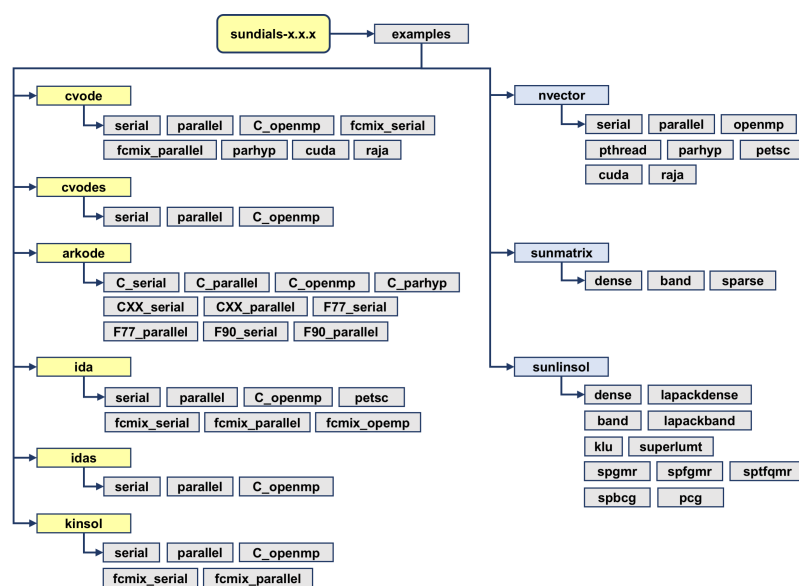 sundials-x.x.x examples
cvode
serial parallel C_openmp fcmix_serial
fcmix_parallel parhyp cuda raja
cvodes
serial parallel C_openmp
arkode
C_serial C_parallel C_openmp C_parhyp
CXX_serial CXX_parallel F77_serial
F77_parallel F90_serial F90_parallel
ida
serial parallel C_openmp petsc
fcmix_serial fcmix_parallel fcmix_opemp
idas
serial parallel C_openmp
kinsol
serial parallel C_openmp
fcmix_serial fcmix_parallel
nvector
serial parallel openmp
pthread parhyp petsc
cuda raja
sunmatrix
dense band sparse
sunlinsol
dense lapackdense
band lapackband
klu superlumt
spgmr spfgmr sptfqmr
spbcg pcg